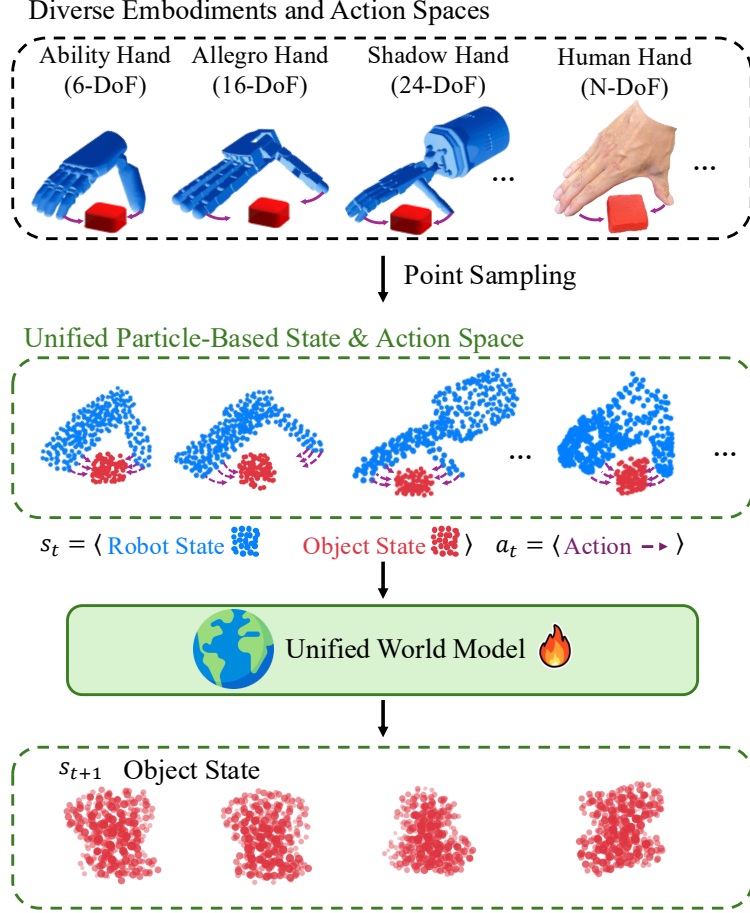 Diverse Embodiments and Action Spaces
Ability Hand Allegro Hand Shadow Hand Human Hand
(6-DoF) (16-DoF) (24-DoF) (N-DoF)
... ...
Point Sampling
Unified Particle-Based State & Action Space
... ...
s_t = ⟨ Robot State Object State ⟩ a_t = ⟨ Action ⟩
Unified World Model
s_{t+1} Object State